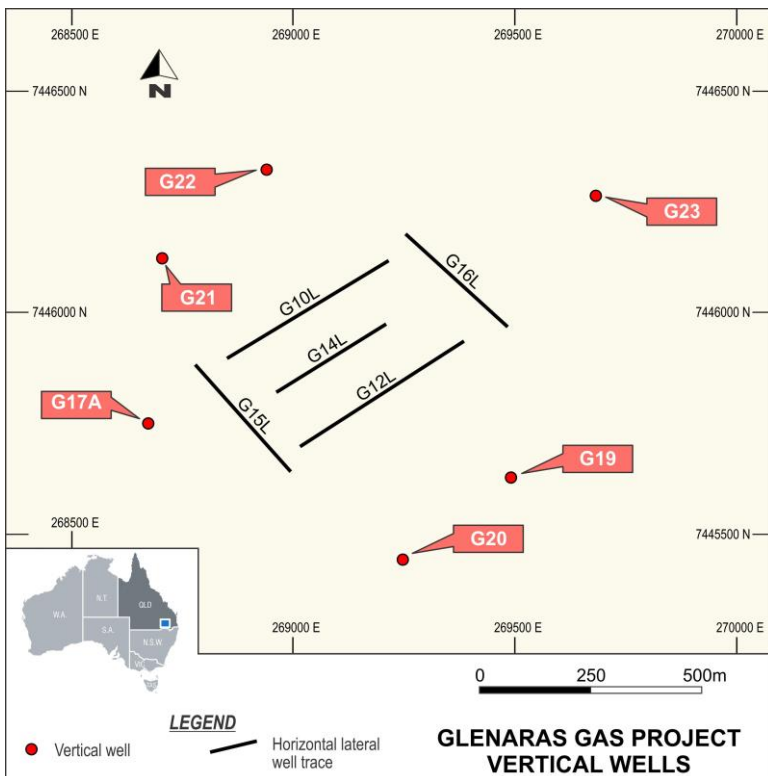 268500 E
269000 E
269500 E
270000 E
N
7446500 N
7446500 N
G22
G23
G21
G10L
G16L
7446000 N
7446000 N
G14L
G12L
G15L
G17A
G19
268500 E
G20
7445500 N
269000 E
269500 E
270000 E
W.A.
N.T.
QLD
S.A.
N.S.W.
0 250 500m
LEGEND
Vertical well
Horizontal lateral
well trace
GLENARAS GAS PROJECT
VERTICAL WELLS